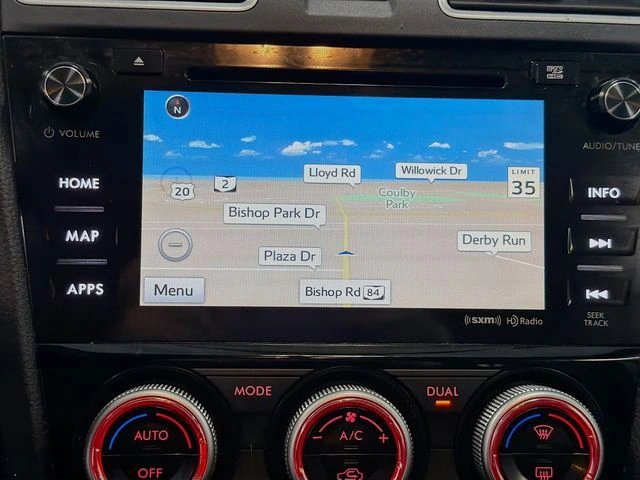 microSD
VOLUME
AUDIO/TUNE
N
Lloyd Rd
Willowick Dr
LIMIT
35
2
20
Coulby
Park
HOME
INFO
Bishop Park Dr
MAP
Plaza Dr
Derby Run
APPS
Menu
Bishop Rd 84
SEEK
TRACK
((sxm)) HD Radio
MODE
DUAL
AUTO
OFF
- A/C +